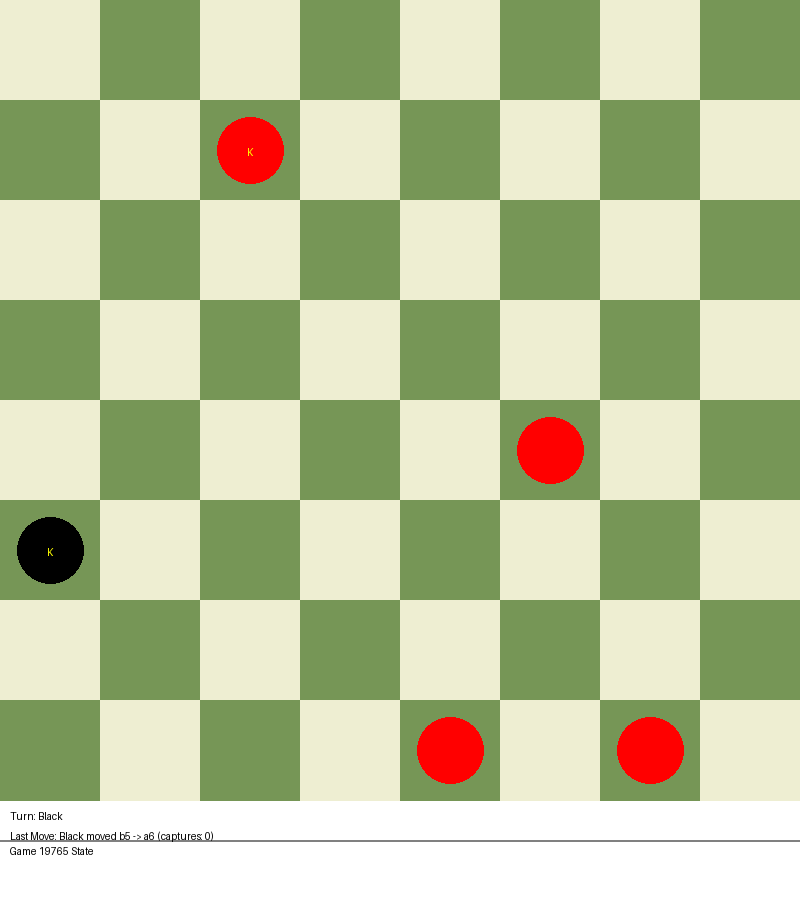 K
K
Turn: Black
Last Move: Black moved b5 -> a6 (captures: 0)
Game 19765 State